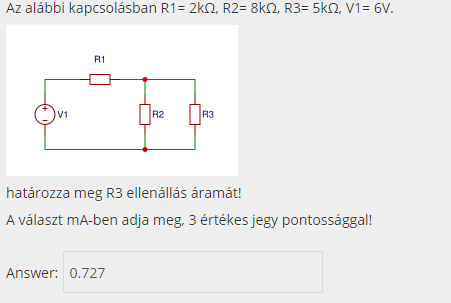 Az alábbi kapcsolásban R1= 2kΩ, R2= 8kΩ, R3= 5kΩ, V1= 6V.
R1
V1
R2
R3
határozza meg R3 ellenállás áramát!
A választ mA-ben adja meg, 3 értékes jegy pontossággal!
Answer: 0.727